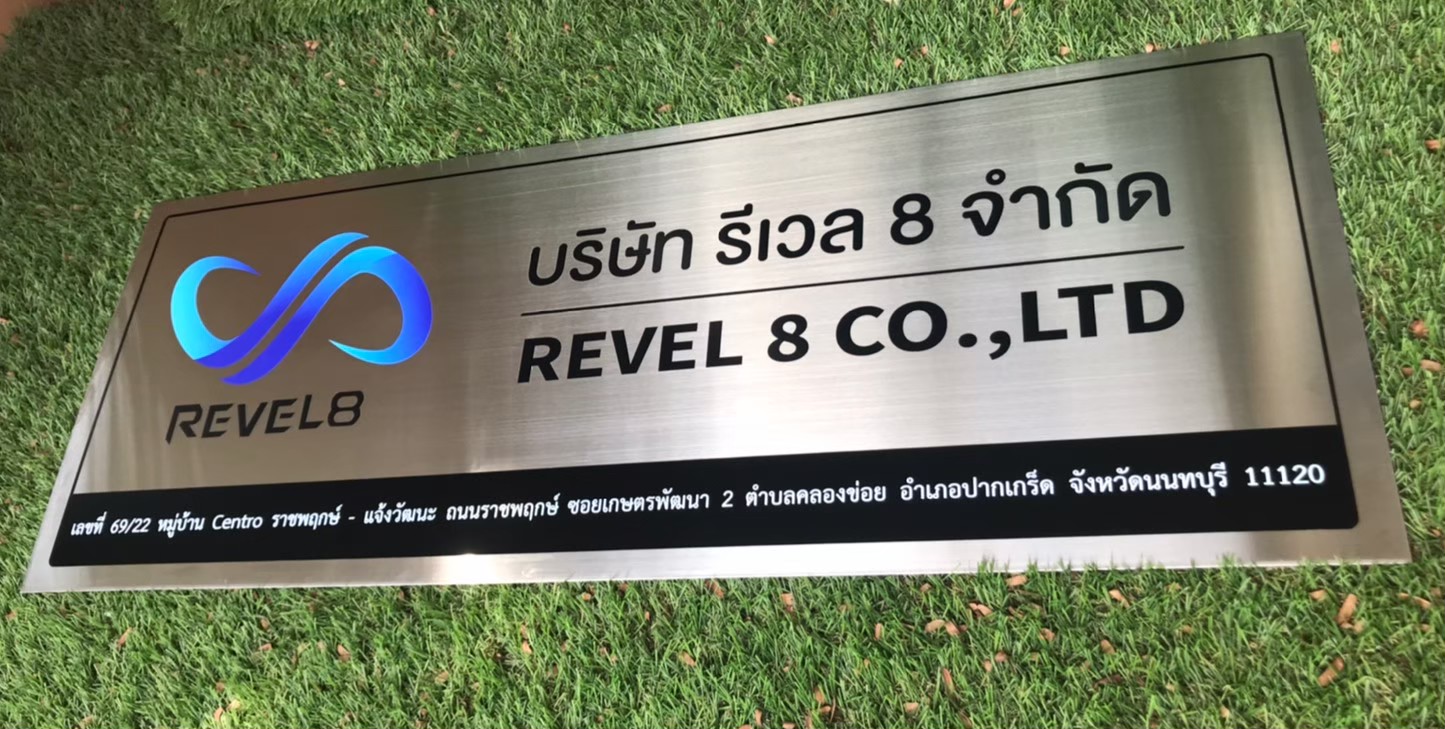 บริษัท รีเวล 8 จำกัด
REVEL 8 CO.,LTD
REVEL8
เลขที่ 69/22 หมู่บ้าน Centro ราชพฤกษ์ - แจ้งวัฒนะ ถนนราชพฤกษ์ ซอยเกษตรพัฒนา 2 ตำบลคลองข่อย อำเภอปากเกร็ด จังหวัดนนทบุรี 11120